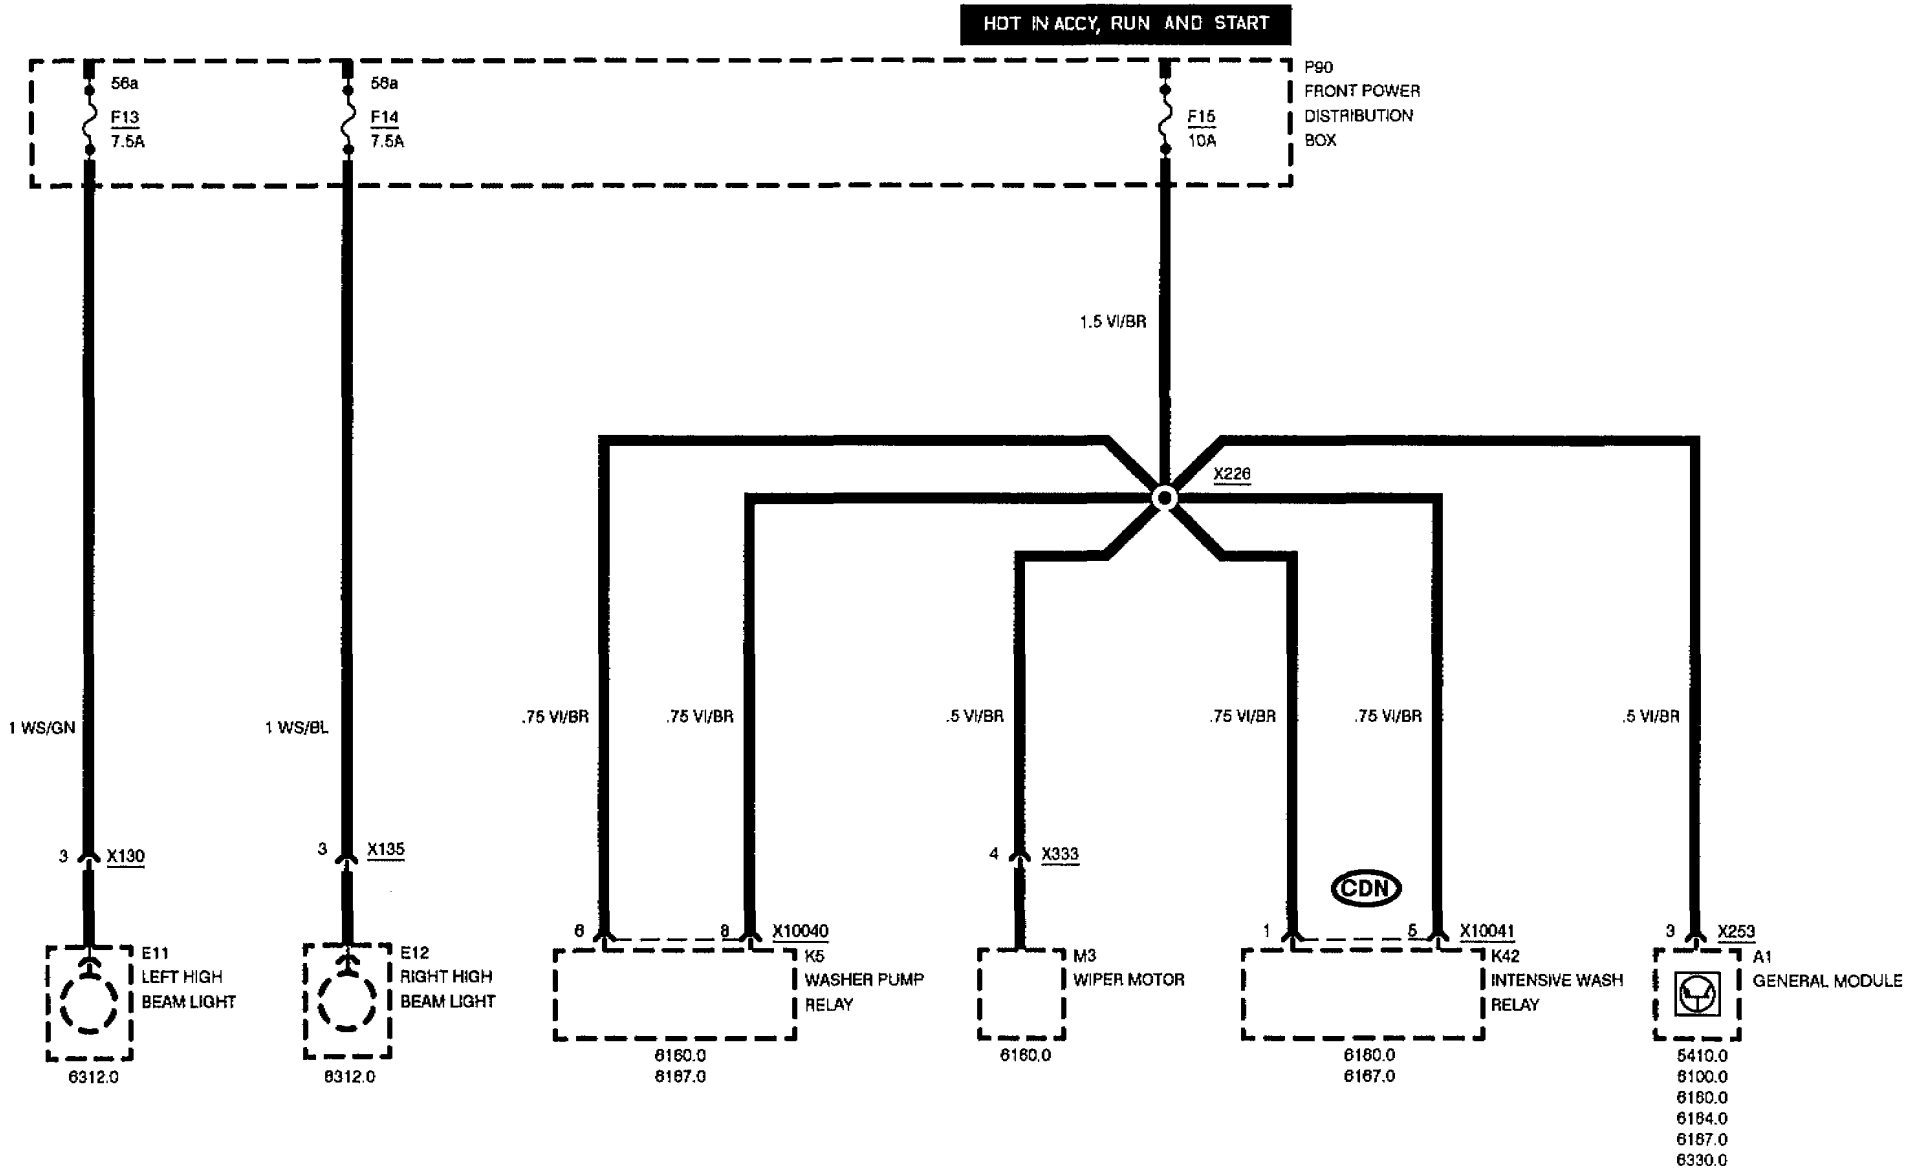 HOT IN ACCY, RUN AND START
P90
FRONT POWER
DISTRIBUTION
BOX
56a
F13
7.5A
56a
F14
7.5A
F15
10A
1.5 VI/BR
X226
1 WS/GN
1 WS/BL
.75 VI/BR
.75 VI/BR
.5 VI/BR
.75 VI/BR
.75 VI/BR
.5 VI/BR
3 X130
3 X135
4 X333
CDN
6 8 X10040
1 5 X10041
3 X253
E11
LEFT HIGH
BEAM LIGHT
6312.0
E12
RIGHT HIGH
BEAM LIGHT
6312.0
K5
WASHER PUMP
RELAY
6160.0
6167.0
M3
WIPER MOTOR
6160.0
K42
INTENSIVE WASH
RELAY
6160.0
6167.0
A1
GENERAL MODULE
5410.0
6100.0
6160.0
6164.0
6167.0
6330.0